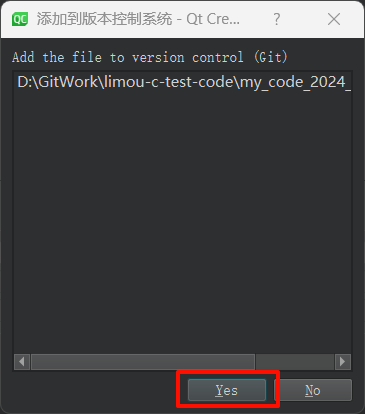 QC 添加到版本控制系统 - Qt Cre... ?
Add the file to version control (Git)
D:\GitWork\limou-c-test-code\my_code_2024_
Yes No